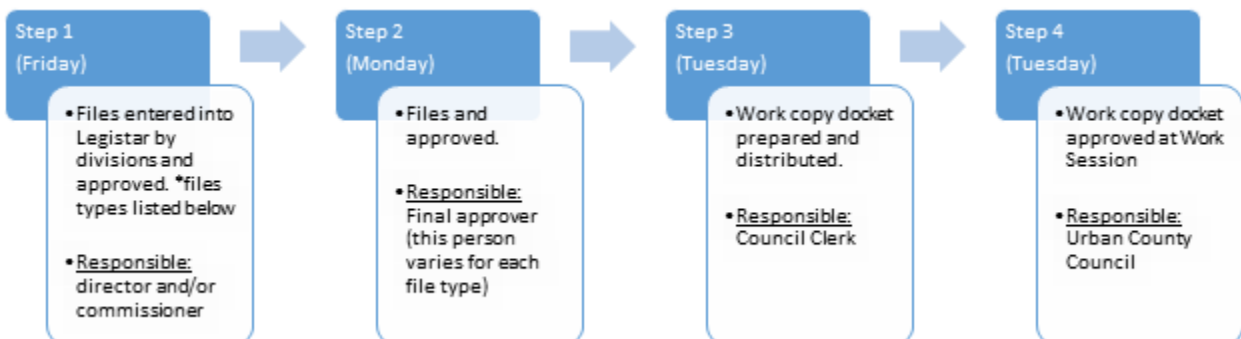 Step 1
(Friday)
•Files entered into
Legistar by
divisions and
approved. *files
types listed below
•Responsible:
director and/or
commissioner
Step 2
(Monday)
•Files and
approved.
•Responsible:
Final approver
(this person
varies for each
file type)
Step 3
(Tuesday)
•Work copy docket
prepared and
distributed.
•Responsible:
Council Clerk
Step 4
(Tuesday)
•Work copy docket
approved at Work
Session
•Responsible:
Urban County
Council